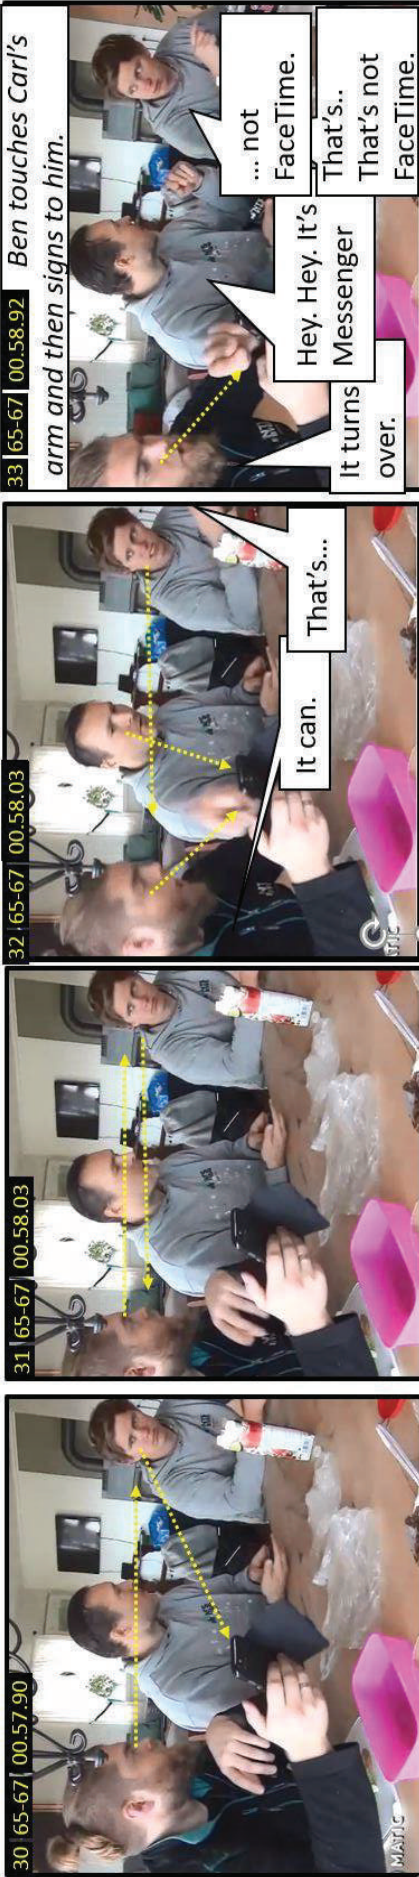 30 65-67 00.57.90
MATIC
31 65-67 00.58.03
32 65-67 00.58.03
It can.
That's...
33 65-67 00.58.92 Ben touches Carl's
arm and then signs to him.
It turns
over.
Hey. Hey. It's
Messenger
... not
FaceTime.
That's..
That's not
FaceTime.